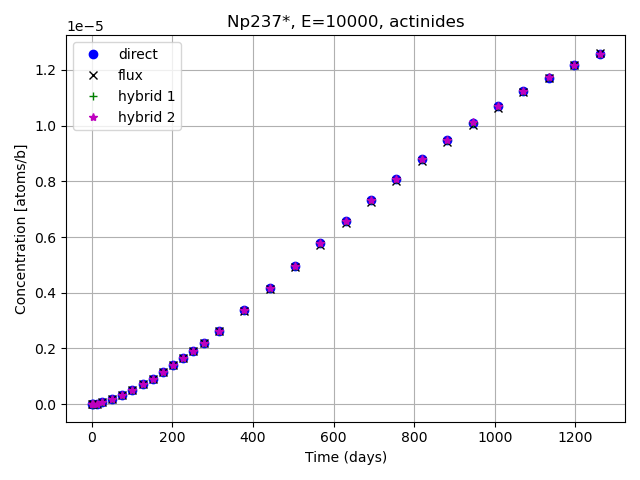 Np237*, E=10000, actinides
1e−5
direct
flux
hybrid 1
hybrid 2
1.2
1.0
0.8
0.6
0.4
0.2
0.0
Concentration [atoms/b]
0 200 400 600 800 1000 1200
Time (days)